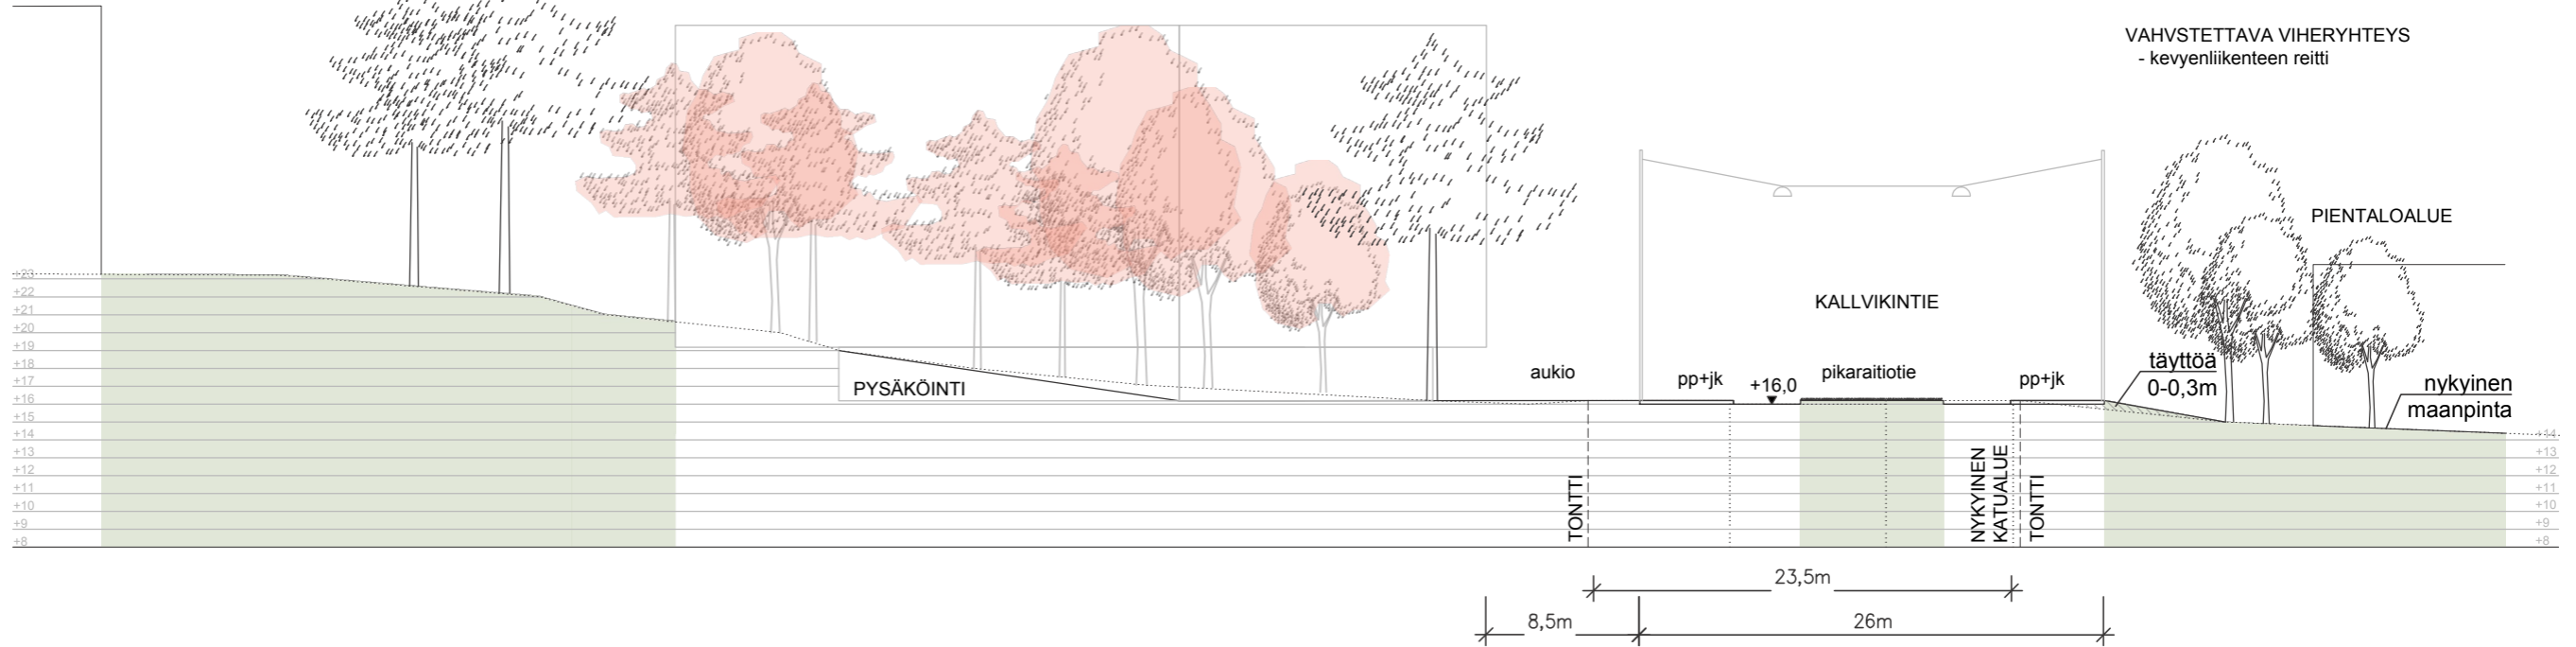 VAHVSTETTAVA VIHERYHTEYS
- kevyenliikenteen reitti
PIENTALOALUE
KALLVIKINTIE
täyttöä
0-0,3m
nykyinen
maanpinta
aukio
pp+jk
+16,0
pikaraitiotie
pp+jk
PYSÄKÖINTI
+23
+22
+21
+20
+19
+18
+17
+16
+15
+14
+13
+12
+11
+10
+9
+8
TONTTI
NYKYINEN
KATUALUE
TONTTI
+14
+13
+12
+11
+10
+9
+8
23,5m
8,5m
26m